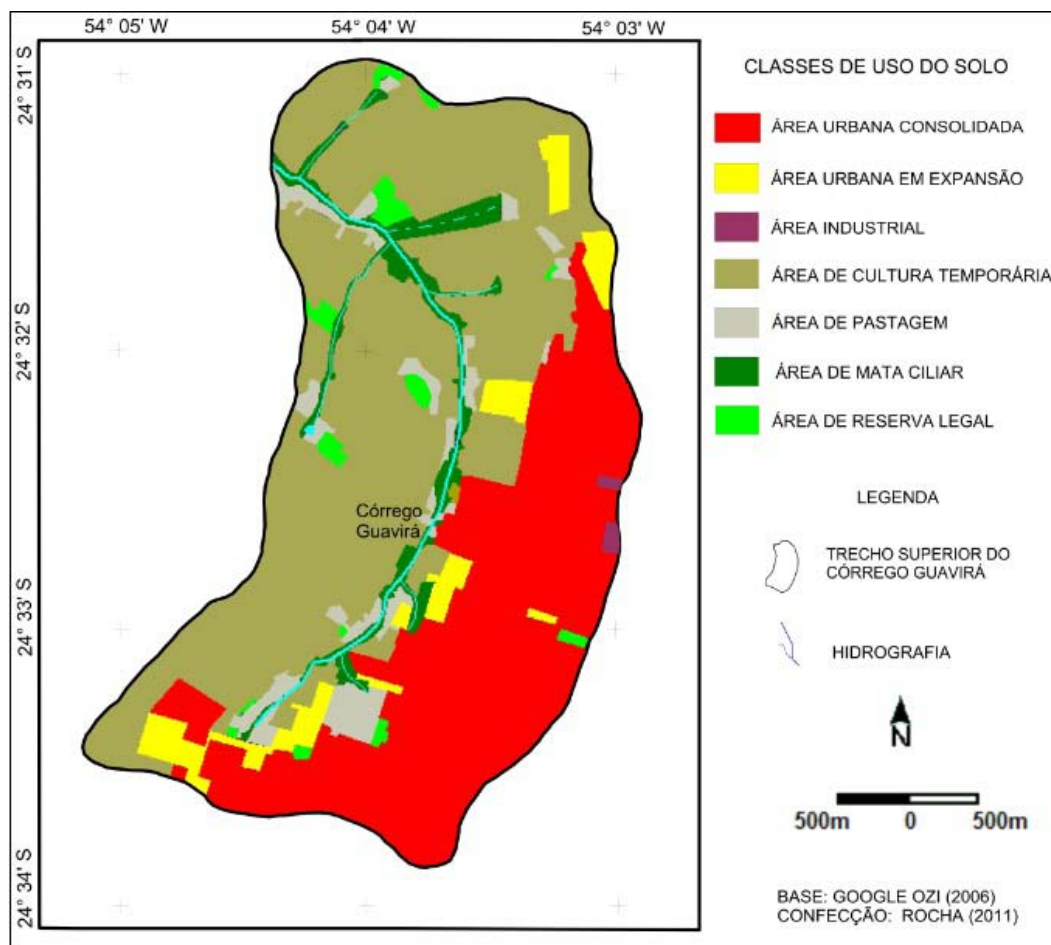 54° 05' W
54° 04' W
54° 03' W
24° 31' S
24° 32' S
24° 33' S
24° 34' S
Córrego
Guavirá
CLASSES DE USO DO SOLO
ÁREA URBANA CONSOLIDADA
ÁREA URBANA EM EXPANSÃO
ÁREA INDUSTRIAL
ÁREA DE CULTURA TEMPORÁRIA
ÁREA DE PASTAGEM
ÁREA DE MATA CILIAR
ÁREA DE RESERVA LEGAL
LEGENDA
TRECHO SUPERIOR DO
CÓRREGO GUAVIRÁ
HIDROGRAFIA
N
500m 0 500m
BASE: GOOGLE OZI (2006)
CONFECÇÃO: ROCHA (2011)